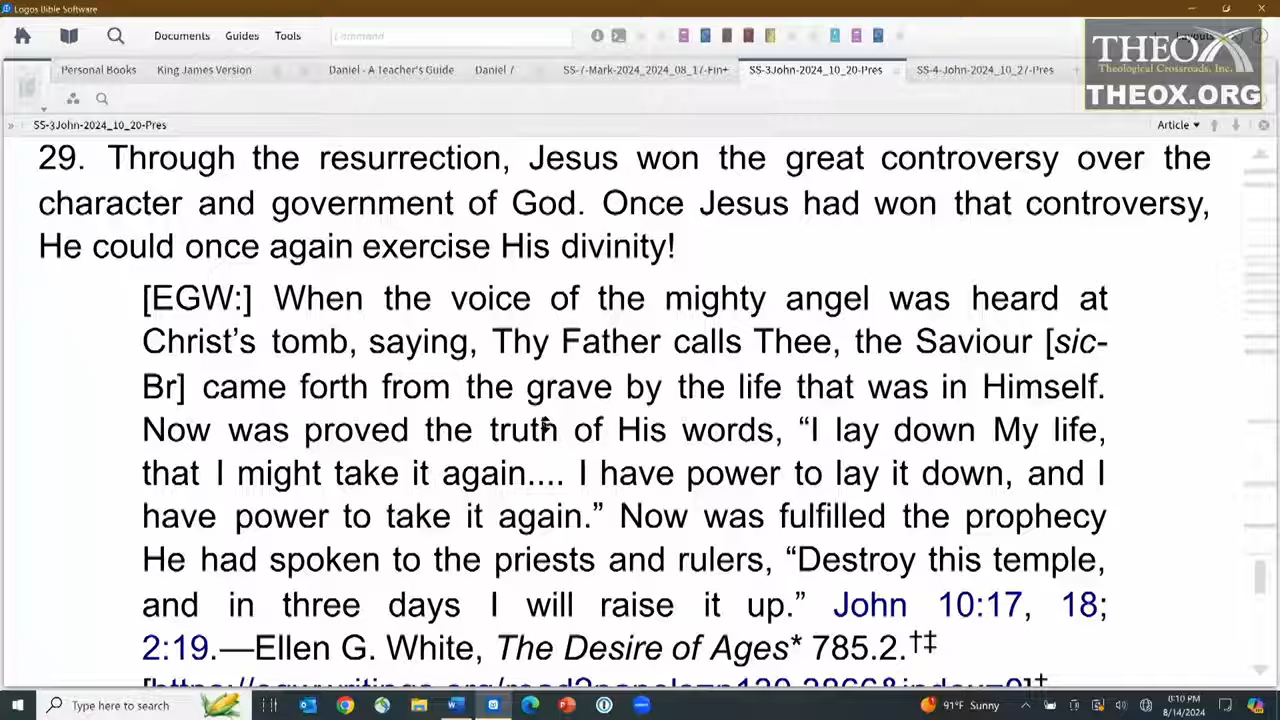 Logos Bible Software
Documents Guides Tools Command Layouts
THEOX
Theological Crossroads, Inc.
THEOX.ORG
Personal Books King James Version Daniel - A Teacher's SS-7-Mark-2024_2024_08_17-Fin+ SS-3John-2024_10_20-Pres SS-4-John-2024_10_27-Pres
SS-3John-2024_10_20-Pres Article
29. Through the resurrection, Jesus won the great controversy over the
character and government of God. Once Jesus had won that controversy,
He could once again exercise His divinity!
[EGW:] When the voice of the mighty angel was heard at
Christ’s tomb, saying, Thy Father calls Thee, the Saviour [sic-
Br] came forth from the grave by the life that was in Himself.
Now was proved the truth of His words, “I lay down My life,
that I might take it again.... I have power to lay it down, and I
have power to take it again.” Now was fulfilled the prophecy
He had spoken to the priests and rulers, “Destroy this temple,
and in three days I will raise it up.” John 10:17, 18;
2:19.—Ellen G. White, The Desire of Ages* 785.2.†‡
Type here to search 91°F Sunny 6:10 PM
8/14/2024